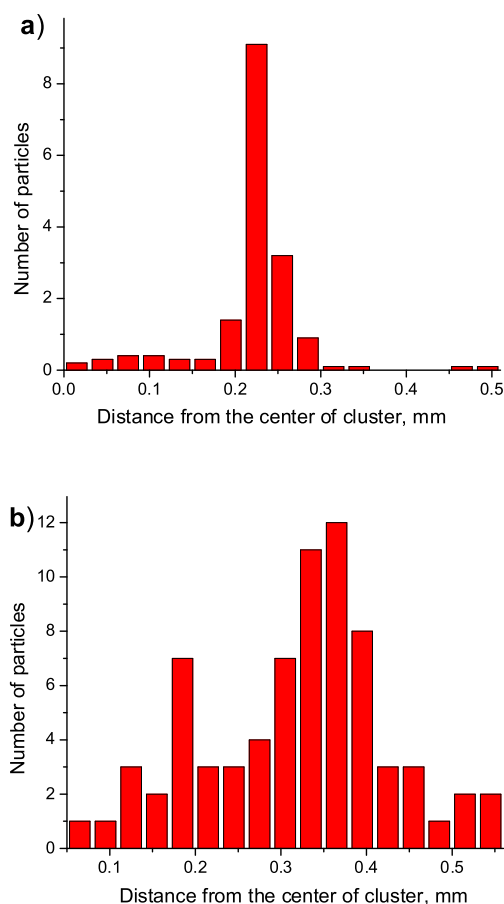 a)
8
6
4
2
0
Number of particles
0.0 0.1 0.2 0.3 0.4 0.5
Distance from the center of cluster, mm
b)
12
10
8
6
4
2
0
Number of particles
0.1 0.2 0.3 0.4 0.5
Distance from the center of cluster, mm